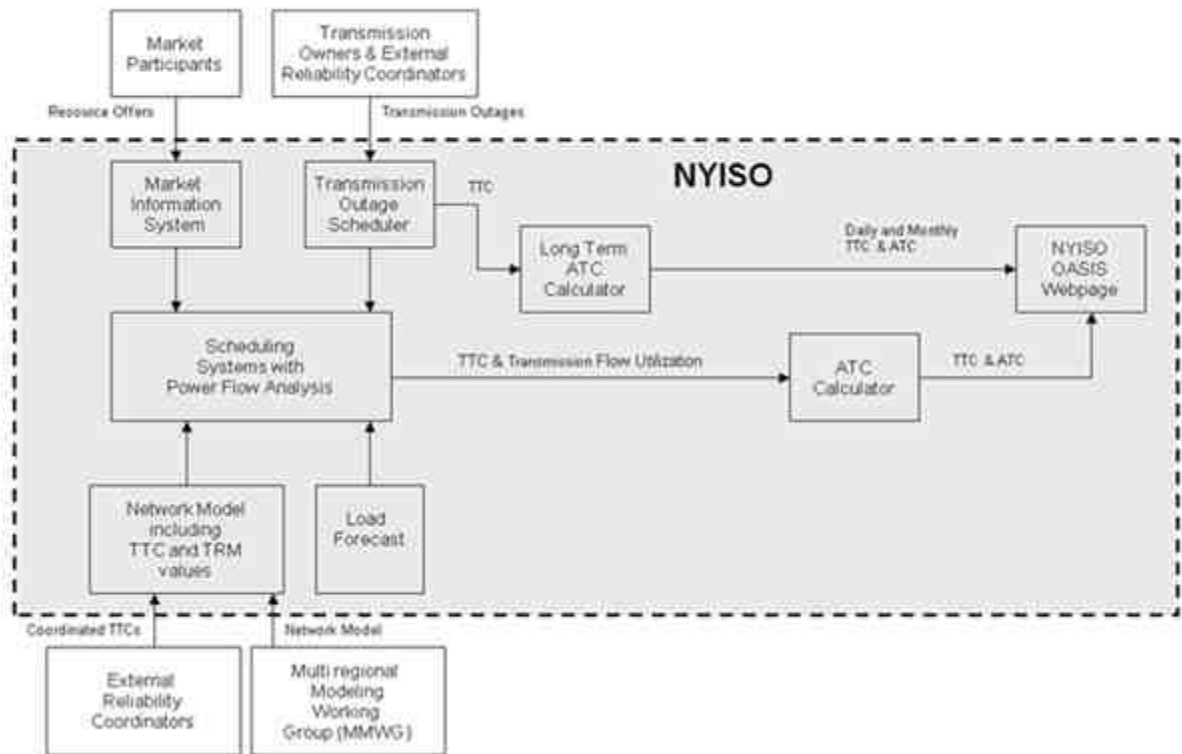 Market
Participants
Transmission
Owners & External
Reliability Coordinators
Resource Offers
Transmission Outages
NYISO
Market
Information
System
Transmission
Outage
Scheduler
TTC
Long Term
ATC
Calculator
Daily and Monthly
TTC & ATC
NYISO
OASIS
Webpage
Scheduling
Systems with
Power Flow Analysis
TTC & Transmission Flow Utilization
ATC
Calculator
TTC & ATC
Network Model
including
TTC and TRM
values
Load
Forecast
Coordinated TTCs
Network Model
External
Reliability
Coordinators
Multi regional
Modeling
Working
Group (MMWG)